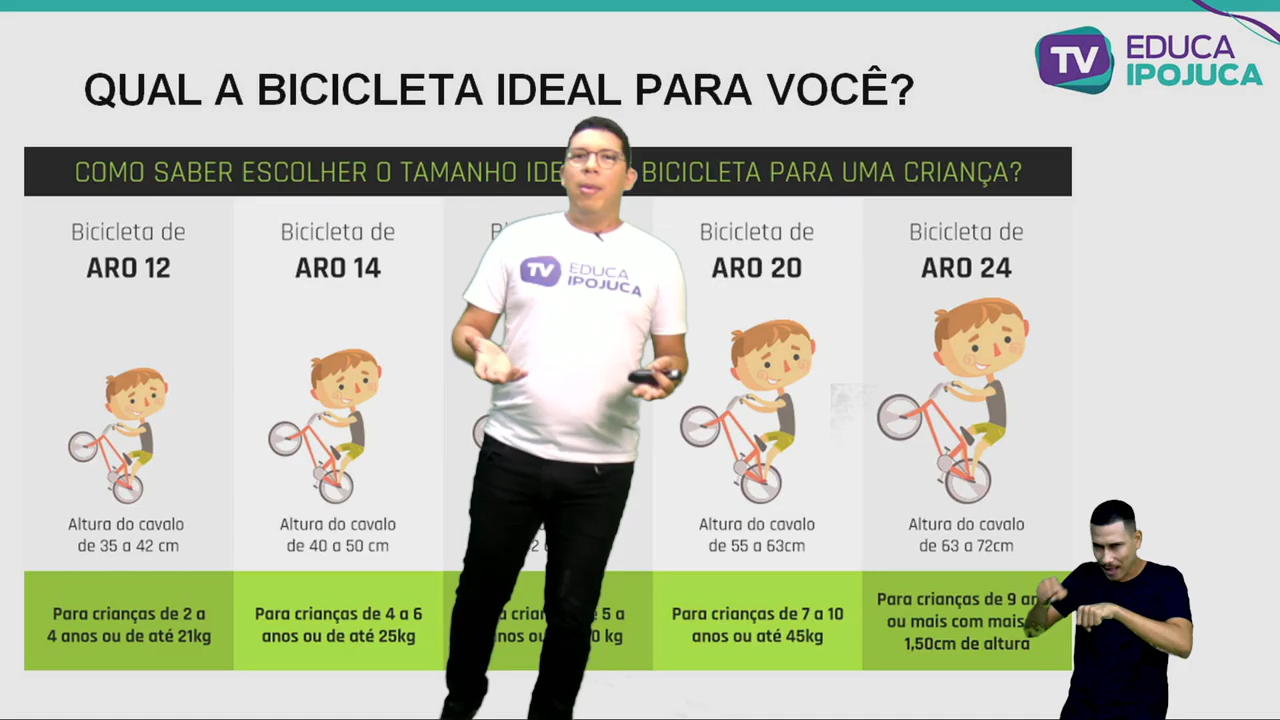 TV EDUCA
IPOJUCA
QUAL A BICICLETA IDEAL PARA VOCÊ?
COMO SABER ESCOLHER O TAMANHO BICICLETA PARA UMA CRIANÇA?
Bicicleta de
ARO 12
Altura do cavalo
de 35 a 42 cm
Para crianças de 2 a
4 anos ou de até 21kg
Bicicleta de
ARO 14
Altura do cavalo
de 40 a 50 cm
Para crianças de 4 a 6
anos ou de até 25kg
TV EDUCA
IPOJUCA
5 a
kg
Bicicleta de
ARO 20
Altura do cavalo
de 55 a 63cm
Para crianças de 7 a 10
anos ou até 45kg
Bicicleta de
ARO 24
Altura do cavalo
de 63 a 72cm
Para crianças de 9
ou mais com mais
1,50cm de altura